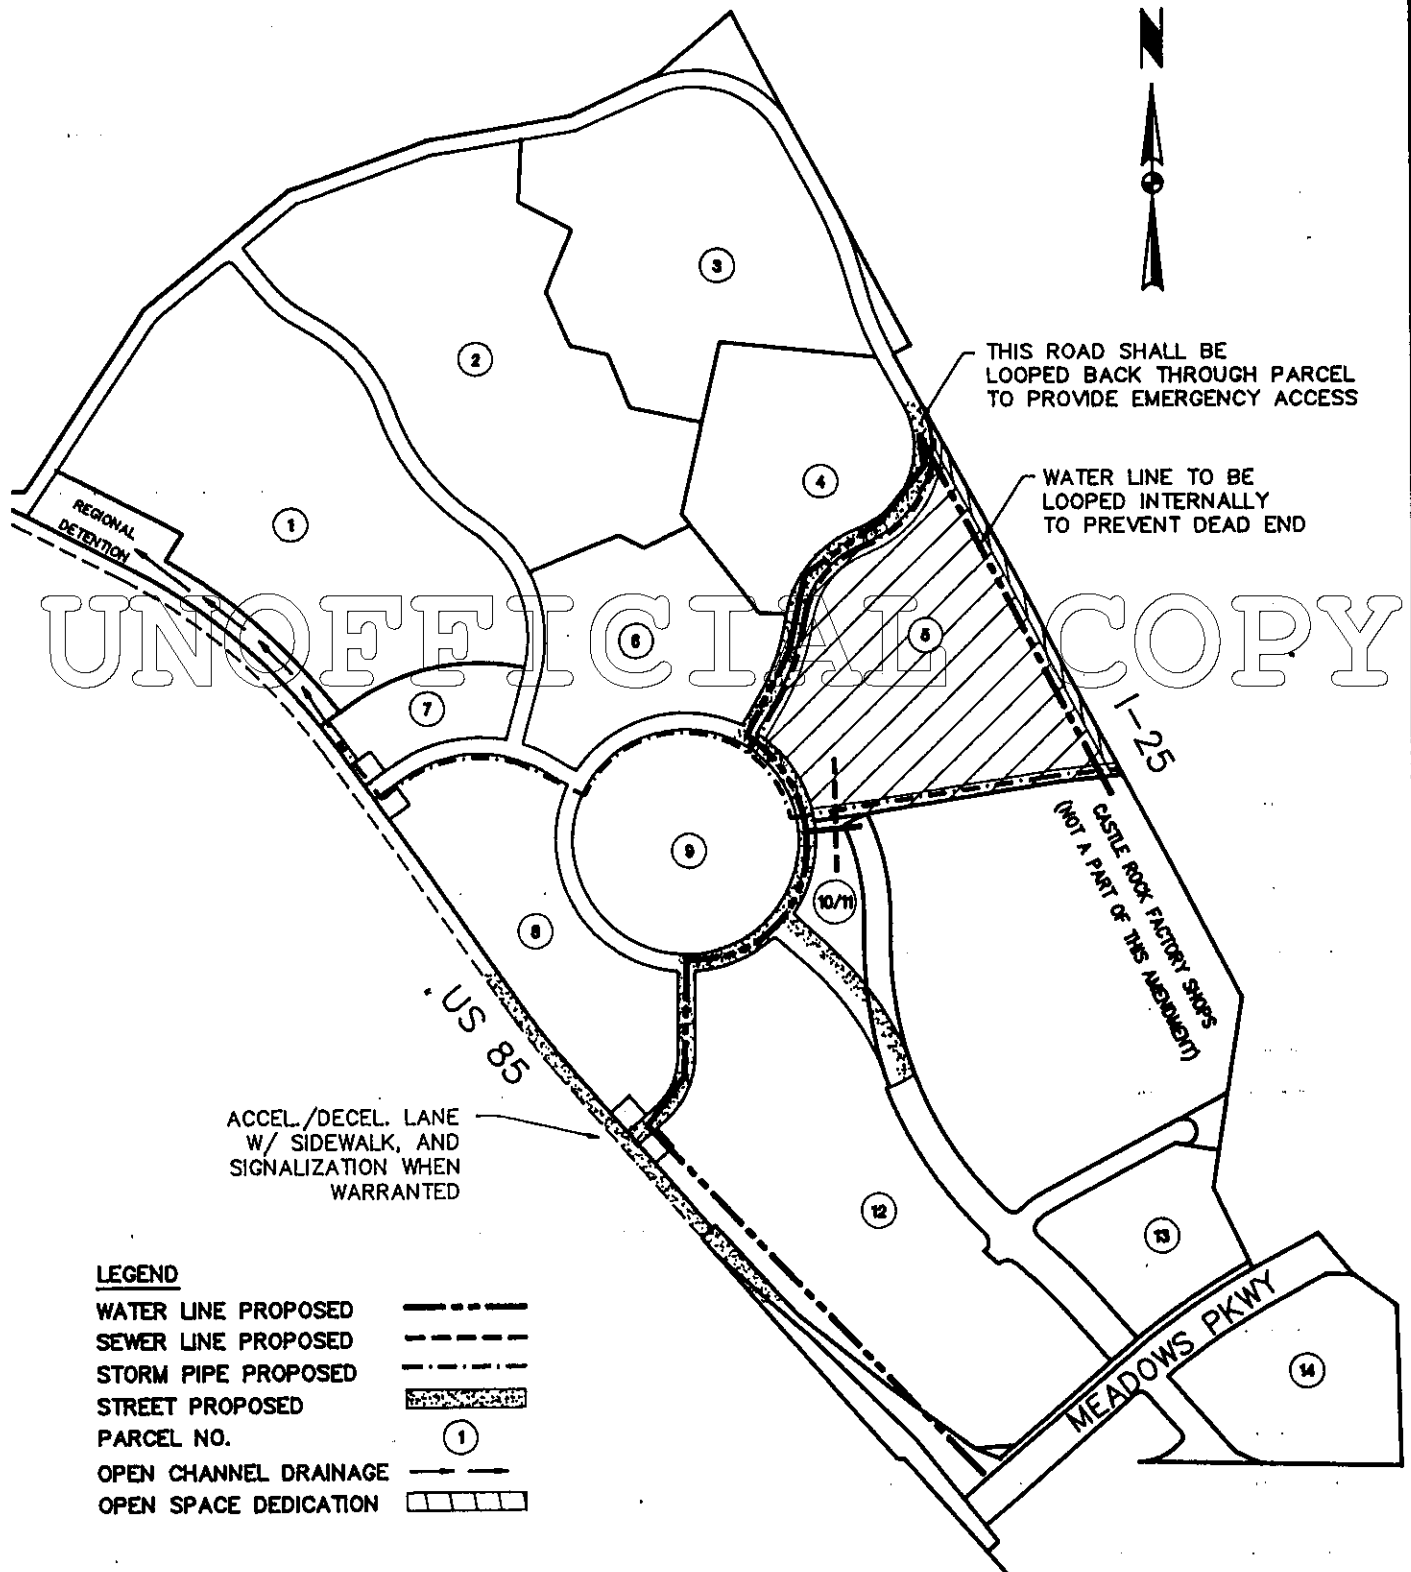 N
THIS ROAD SHALL BE
LOOPED BACK THROUGH PARCEL
TO PROVIDE EMERGENCY ACCESS
WATER LINE TO BE
LOOPED INTERNALLY
TO PREVENT DEAD END
3
2
4
1
REGIONAL
DETENTION
UNOFFICIAL COPY
5
6
7
I-25
CASTLE ROCK FACTORY SHOPS
(NOT A PART OF THIS AMENDMENT)
9
10/11
8
US 85
ACCEL./DECEL. LANE
W/ SIDEWALK, AND
SIGNALIZATION WHEN
WARRANTED
12
13
MEADOWS PKWY
14
LEGEND
WATER LINE PROPOSED
SEWER LINE PROPOSED
STORM PIPE PROPOSED
STREET PROPOSED
PARCEL NO. 1
OPEN CHANNEL DRAINAGE
OPEN SPACE DEDICATION